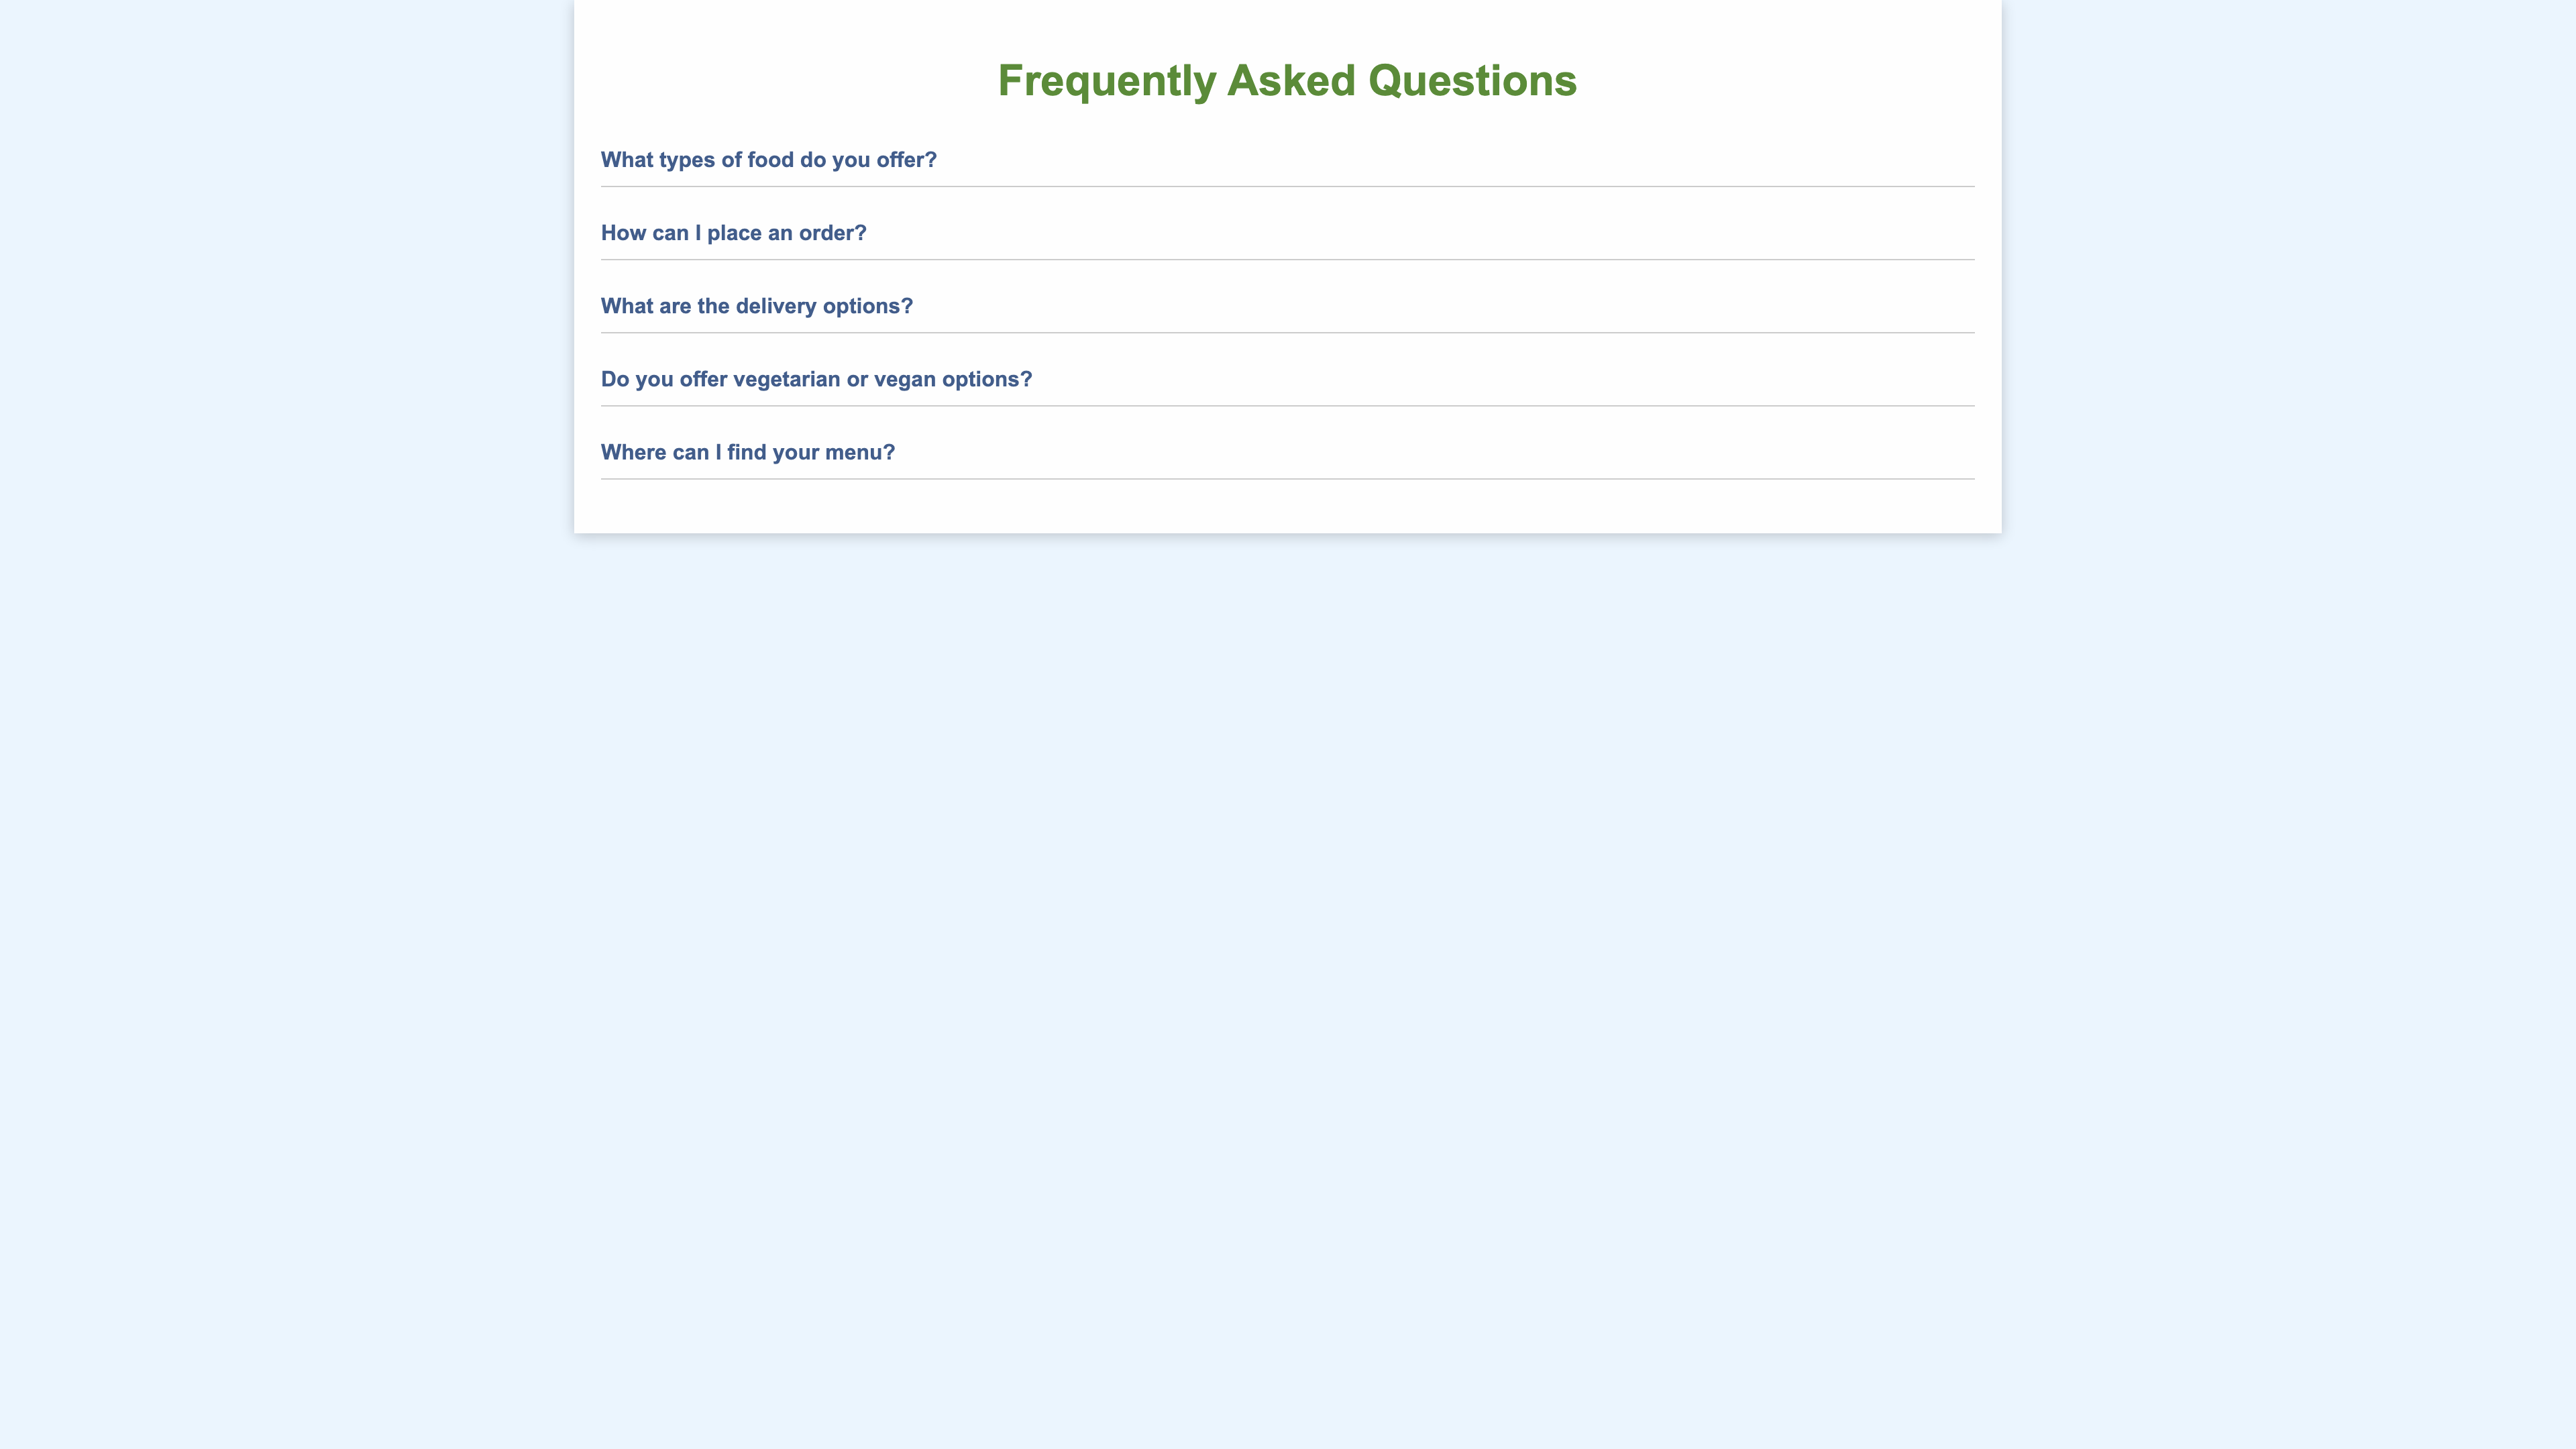 Frequently Asked Questions
What types of food do you offer?
How can I place an order?
What are the delivery options?
Do you offer vegetarian or vegan options?
Where can I find your menu?